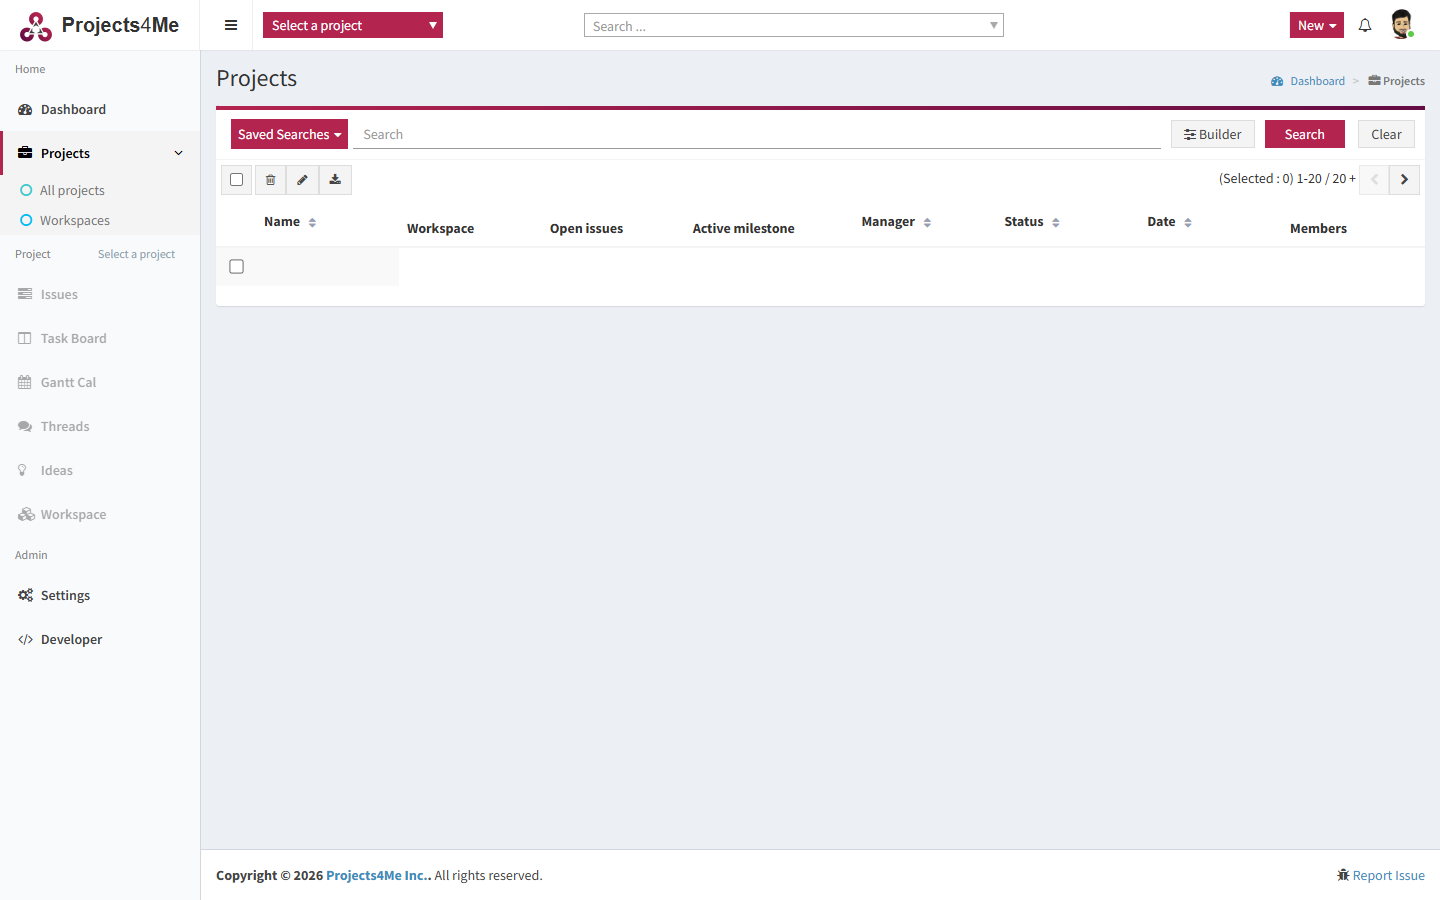 Projects4Me
Select a project
Search ...
New
Home
Dashboard
Projects
All projects
Workspaces
Project
Select a project
Issues
Task Board
Gantt Cal
Threads
Ideas
Workspace
Admin
Settings
Developer
Projects
Dashboard > Projects
Saved Searches
Search
Builder
Search
Clear
(Selected : 0) 1-20 / 20 +
Name
Workspace
Open issues
Active milestone
Manager
Status
Date
Members
Copyright © 2026 Projects4Me Inc.. All rights reserved.
Report Issue